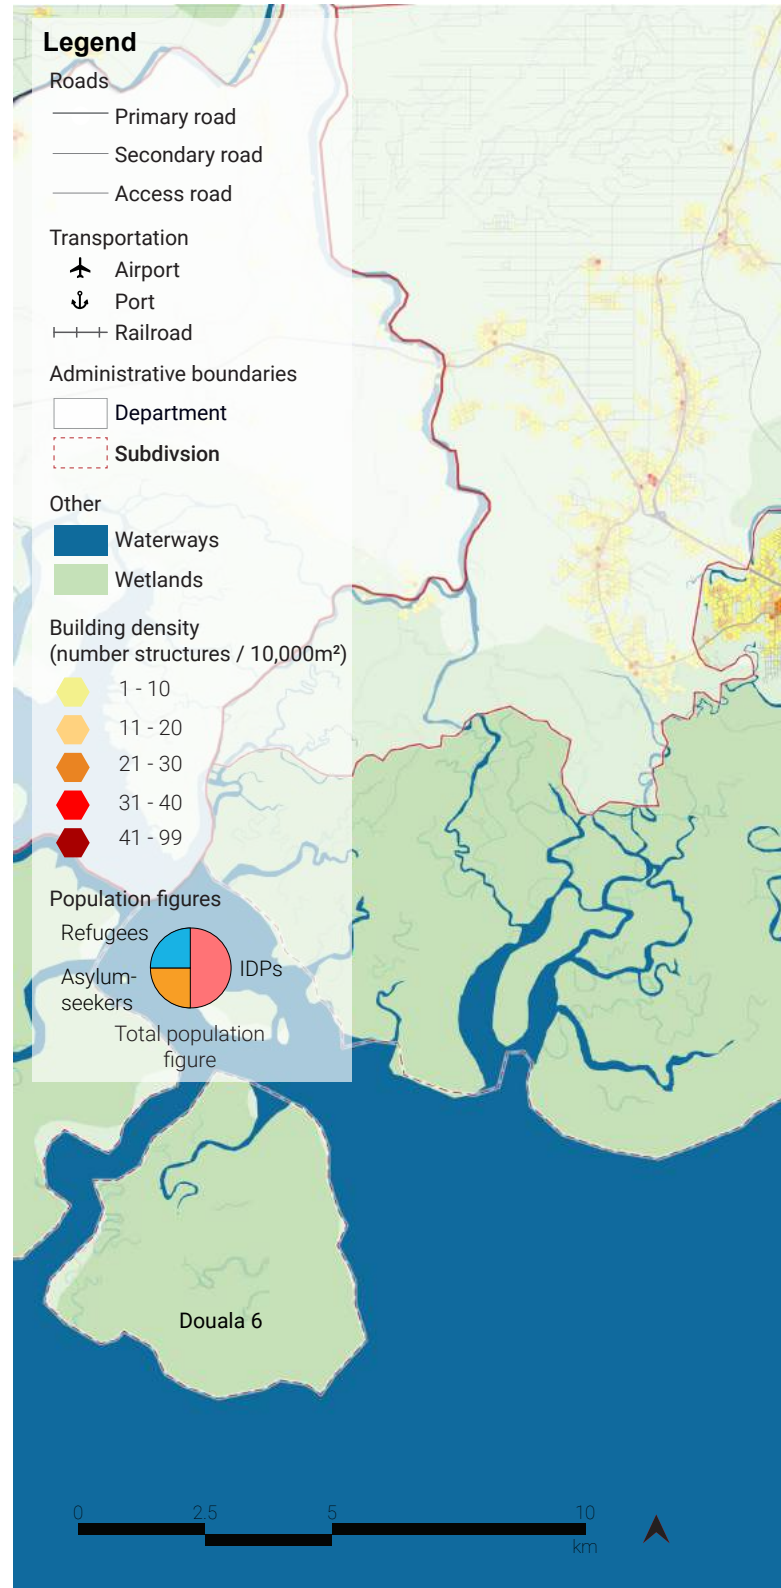 Legend
Roads
Primary road
Secondary road
Access road
Transportation
Airport
Port
Railroad
Administrative boundaries
Department
Subdivsion
Other
Waterways
Wetlands
Building density
(number structures / 10,000m²)
1 - 10
11 - 20
21 - 30
31 - 40
41 - 99
Population figures
Refugees
IDPs
Asylum-
seekers
Total population
figure
Douala 6
0 2.5 5 10
km